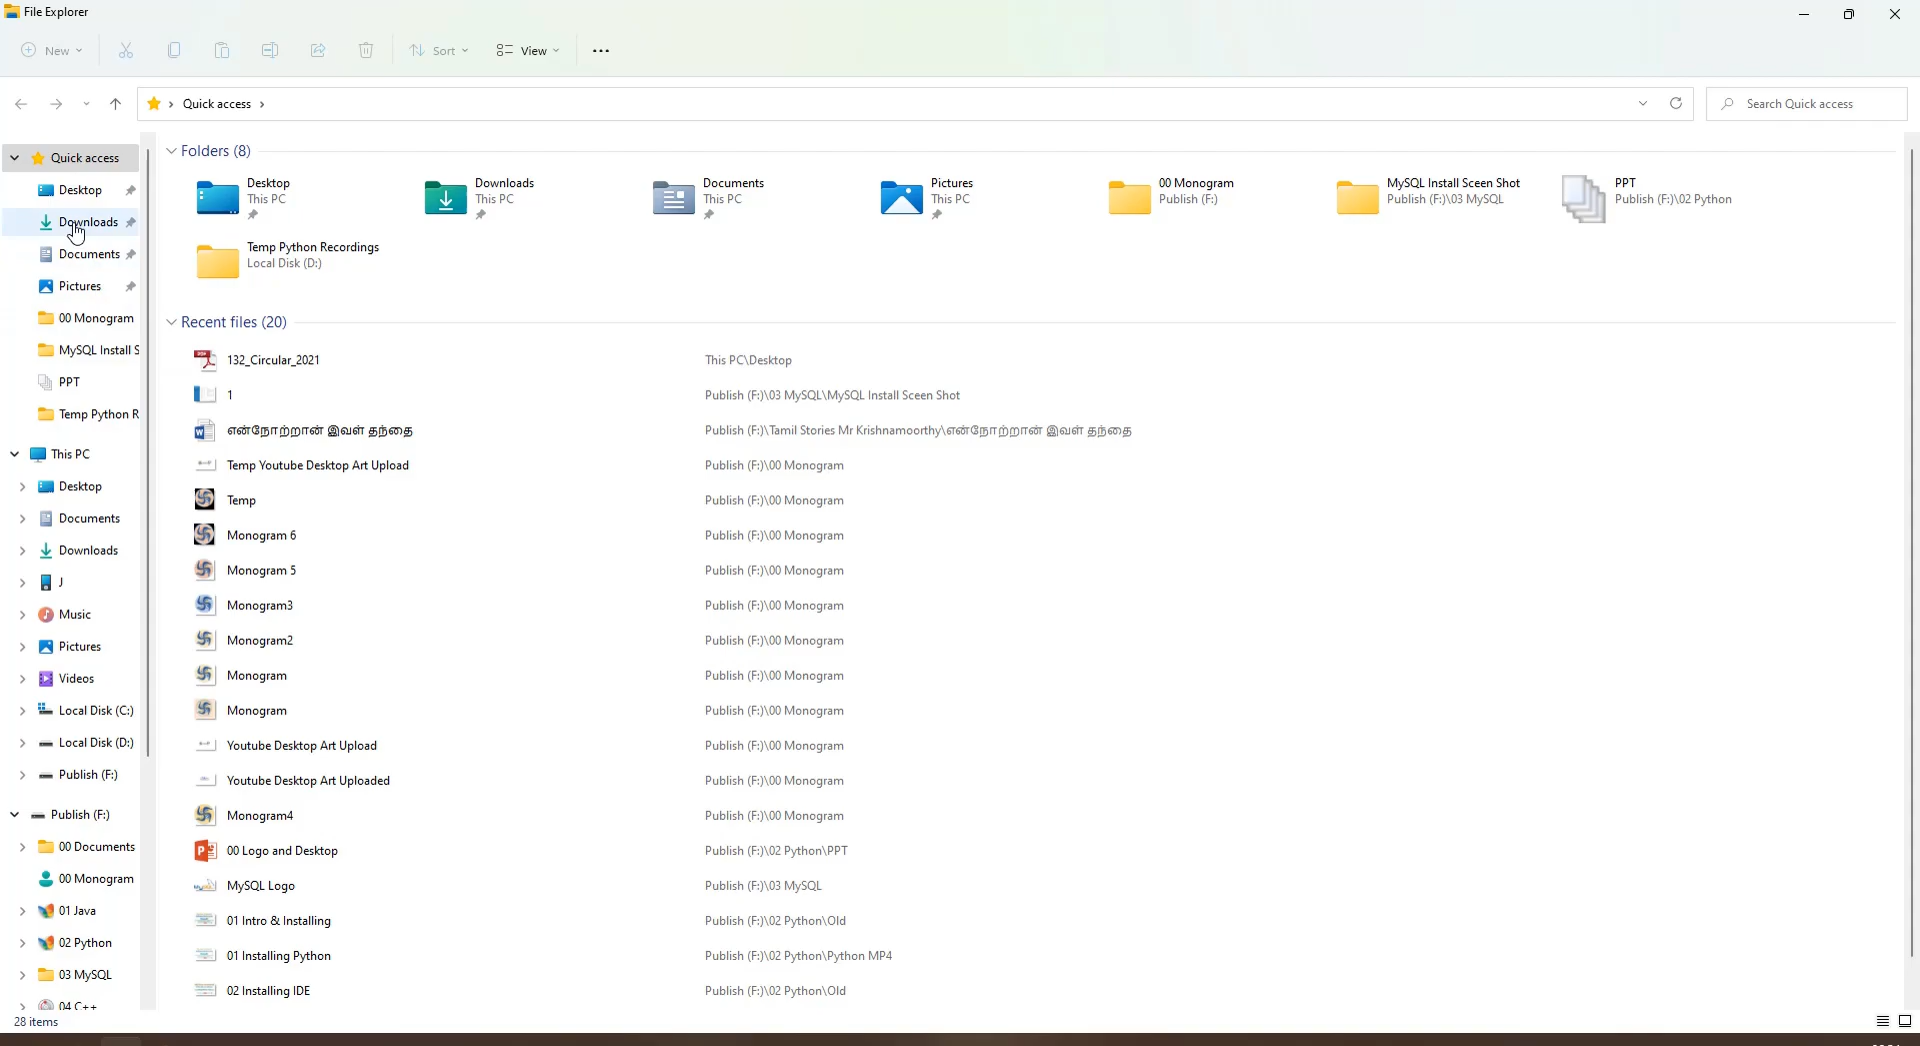 File Explorer
New
Sort
View
Quick access
Search Quick access
Quick access
Desktop
Downloads
Documents
Pictures
00 Monogram
MySQL Install S
PPT
Temp Python R
This PC
Desktop
Documents
Downloads
J
Music
Pictures
Videos
Local Disk (C:)
Local Disk (D:)
Publish (F:)
Publish (F:)
00 Documents
00 Monogram
01 Java
02 Python
03 MySQL
04 C++
28 items
Folders (8)
Desktop
This PC
Downloads
This PC
Documents
This PC
Pictures
This PC
00 Monogram
Publish (F:)
MySQL Install Sceen Shot
Publish (F:)\03 MySQL
PPT
Publish (F:)\02 Python
Temp Python Recordings
Local Disk (D:)
Recent files (20)
132_Circular_2021 This PC\Desktop
1 Publish (F:)\03 MySQL\MySQL Install Sceen Shot
என்நோற்றான் இவள் தந்தை Publish (F:)\Tamil Stories Mr Krishnamoorthy\என்நோற்றான் இவள் தந்தை
Temp Youtube Desktop Art Upload Publish (F:)\00 Monogram
Temp Publish (F:)\00 Monogram
Monogram 6 Publish (F:)\00 Monogram
Monogram 5 Publish (F:)\00 Monogram
Monogram3 Publish (F:)\00 Monogram
Monogram2 Publish (F:)\00 Monogram
Monogram Publish (F:)\00 Monogram
Monogram Publish (F:)\00 Monogram
Youtube Desktop Art Upload Publish (F:)\00 Monogram
Youtube Desktop Art Uploaded Publish (F:)\00 Monogram
Monogram4 Publish (F:)\00 Monogram
00 Logo and Desktop Publish (F:)\02 Python\PPT
MySQL Logo Publish (F:)\03 MySQL
01 Intro & Installing Publish (F:)\02 Python\Old
01 Installing Python Publish (F:)\02 Python\Python MP4
02 Installing IDE Publish (F:)\02 Python\Old